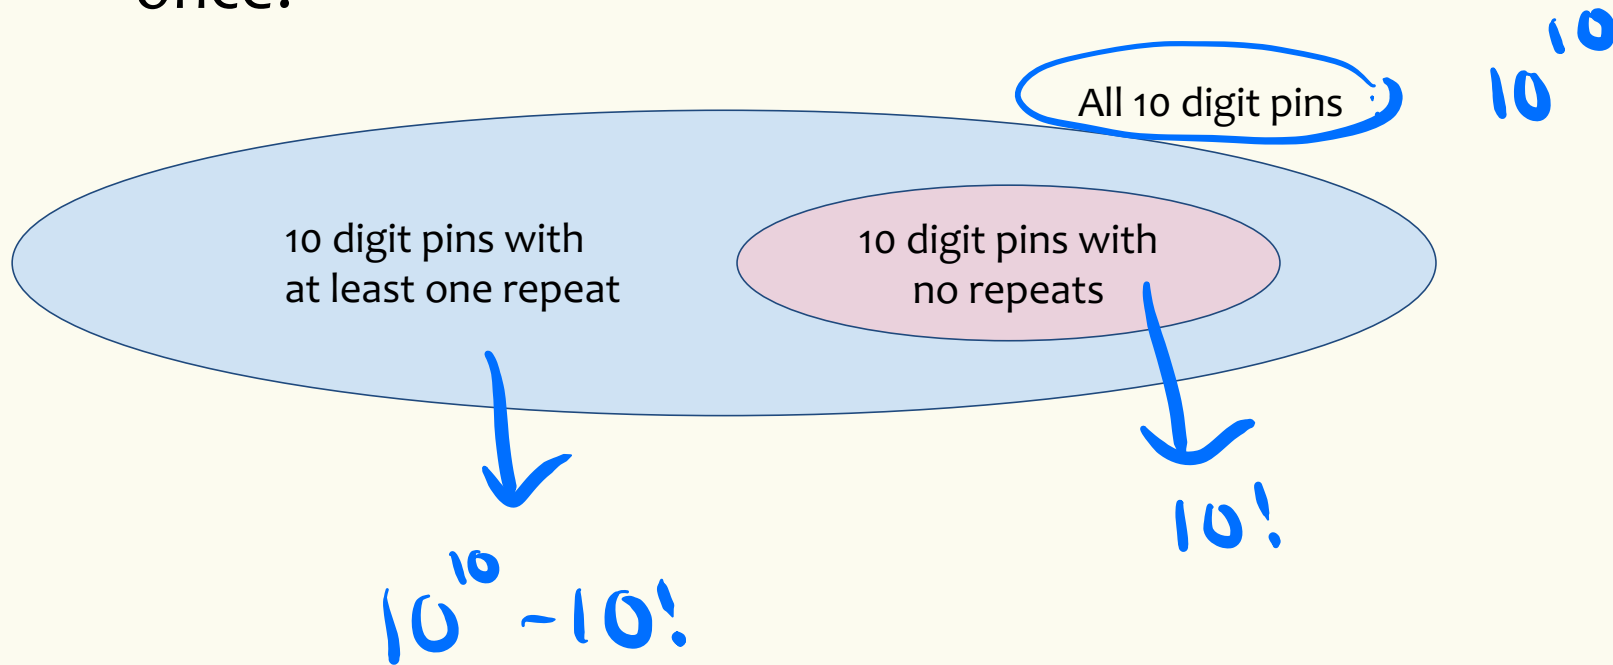 once?
All 10 digit pins
10^10
10 digit pins with
at least one repeat
10 digit pins with
no repeats
10^10 - 10!
10!